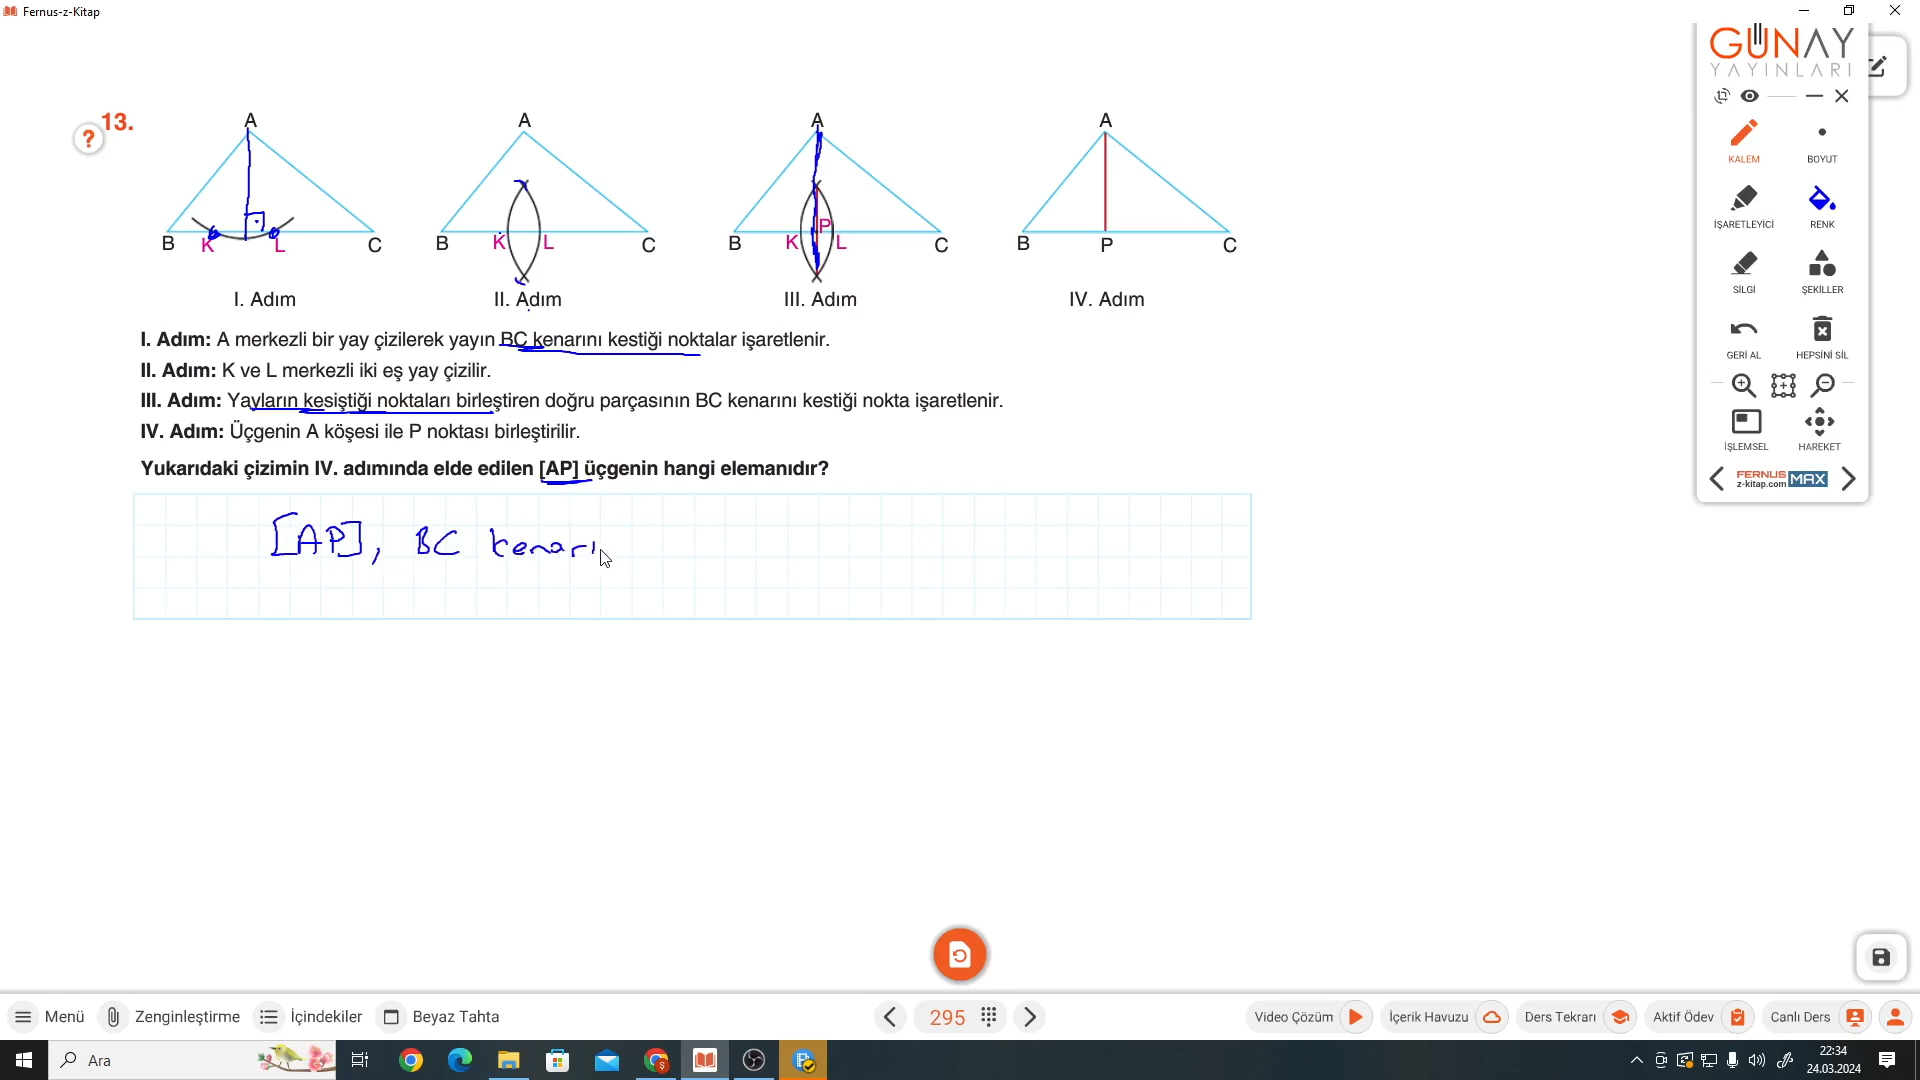 Fernus-z-Kitap
GÜNAY
YAYINLARI
KALEM
BOYUT
İŞARETLEYİCİ
RENK
SİLGİ
ŞEKİLLER
GERİ AL
HEPSİNİ SİL
İŞLEMSEL
HAREKET
FERNUS
z-kitap.com MAX
?
13.
A
B
K
L
C
I. Adım
A
B
K
L
C
II. Adım
A
P
B
K
L
C
III. Adım
A
B
P
C
IV. Adım
I. Adım: A merkezli bir yay çizilerek yayın BC kenarını kestiği noktalar işaretlenir.
II. Adım: K ve L merkezli iki eş yay çizilir.
III. Adım: Yayların kesiştiği noktaları birleştiren doğru parçasının BC kenarını kestiği nokta işaretlenir.
IV. Adım: Üçgenin A köşesi ile P noktası birleştirilir.
Yukarıdaki çizimin IV. adımında elde edilen [AP] üçgenin hangi elemanıdır?
[AP], BC kenarı
Menü
Zenginleştirme
İçindekiler
Beyaz Tahta
295
Video Çözüm
İçerik Havuzu
Ders Tekrarı
Aktif Ödev
Canlı Ders
Ara
22:34
24.03.2024